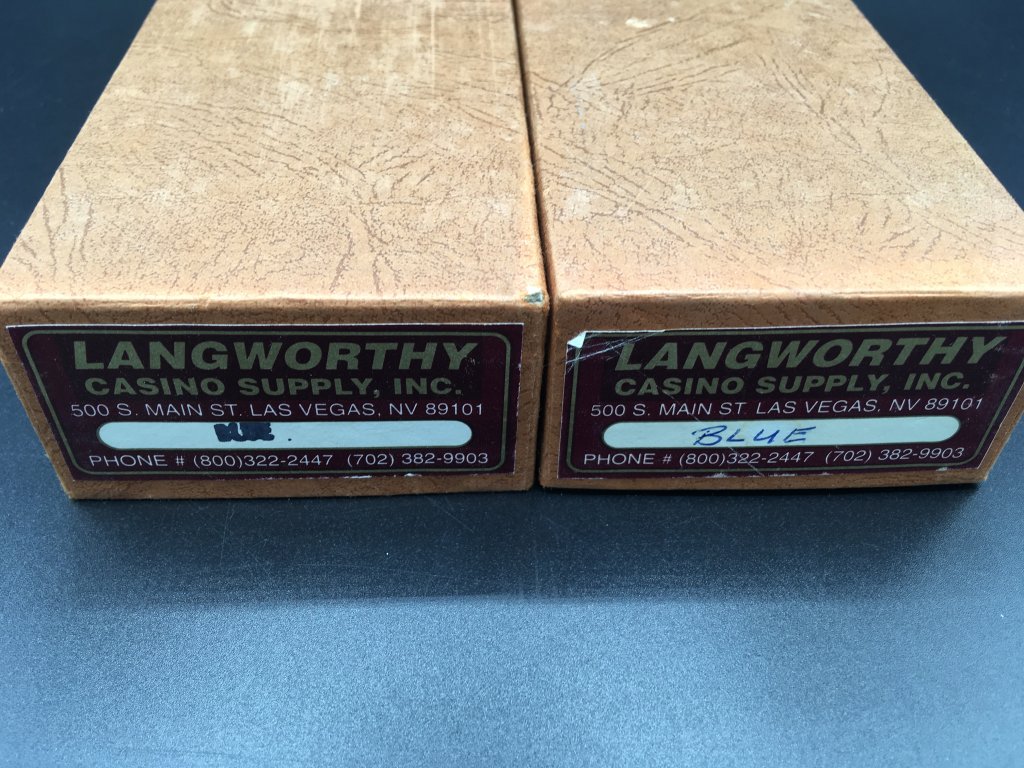 LANGWORTHY
CASINO SUPPLY, INC.
500 S. MAIN ST. LAS VEGAS, NV 89101
BLUE.
PHONE # (800)322-2447 (702) 382-9903
LANGWORTHY
CASINO SUPPLY, INC.
500 S. MAIN ST. LAS VEGAS, NV 89101
BLUE
PHONE # (800)322-2447 (702) 382-9903